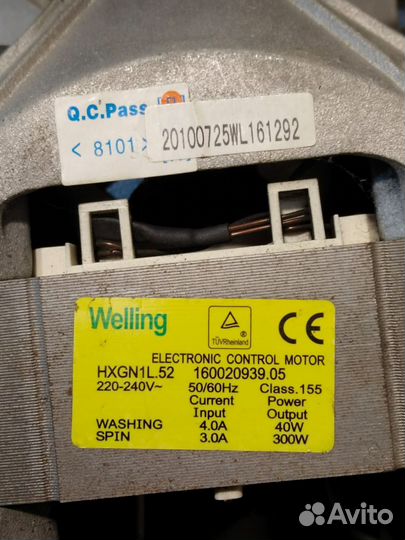 Q.C.Pass
< 8101 >
20100725WL161292
Welling
TÜVRheinland
CE
ELECTRONIC CONTROL MOTOR
HXGN1L.52 160020939.05
220-240V~ 50/60Hz Class.155
Current Power
Input Output
WASHING 4.0A 40W
SPIN 3.0A 300W
Avito